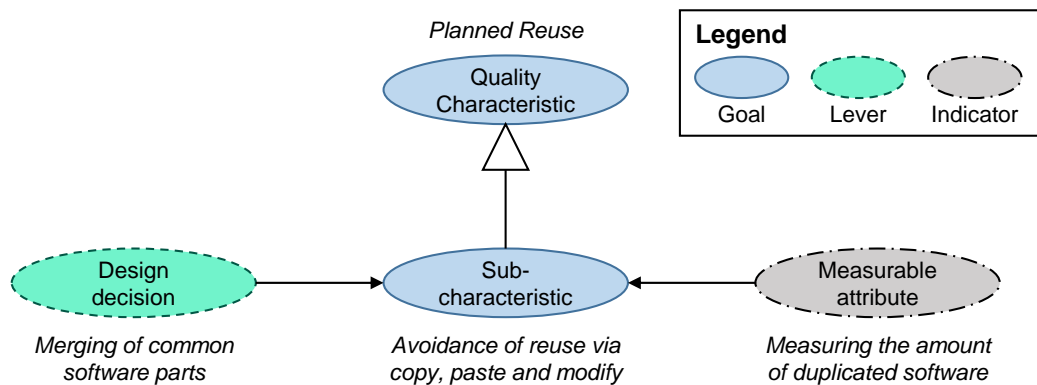 Planned Reuse
Quality
Characteristic
Legend
Goal
Lever
Indicator
Design
decision
Sub-
characteristic
Measurable
attribute
Merging of common
software parts
Avoidance of reuse via
copy, paste and modify
Measuring the amount
of duplicated software